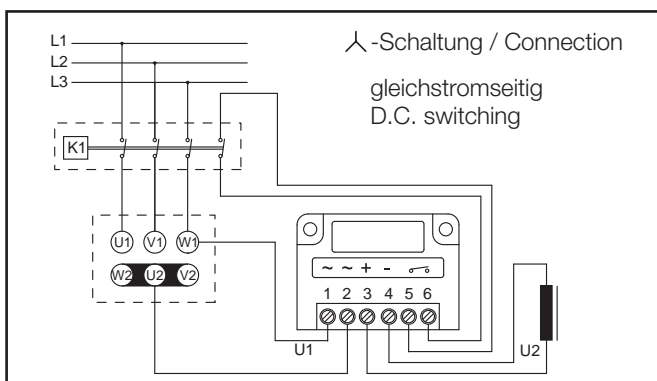 L1
L2
L3
⅄-Schaltung / Connection
gleichstromseitig
D.C. switching
K1
U1 V1 W1
W2 U2 V2
~ ~ + -
1 2 3 4 5 6
U1
U2